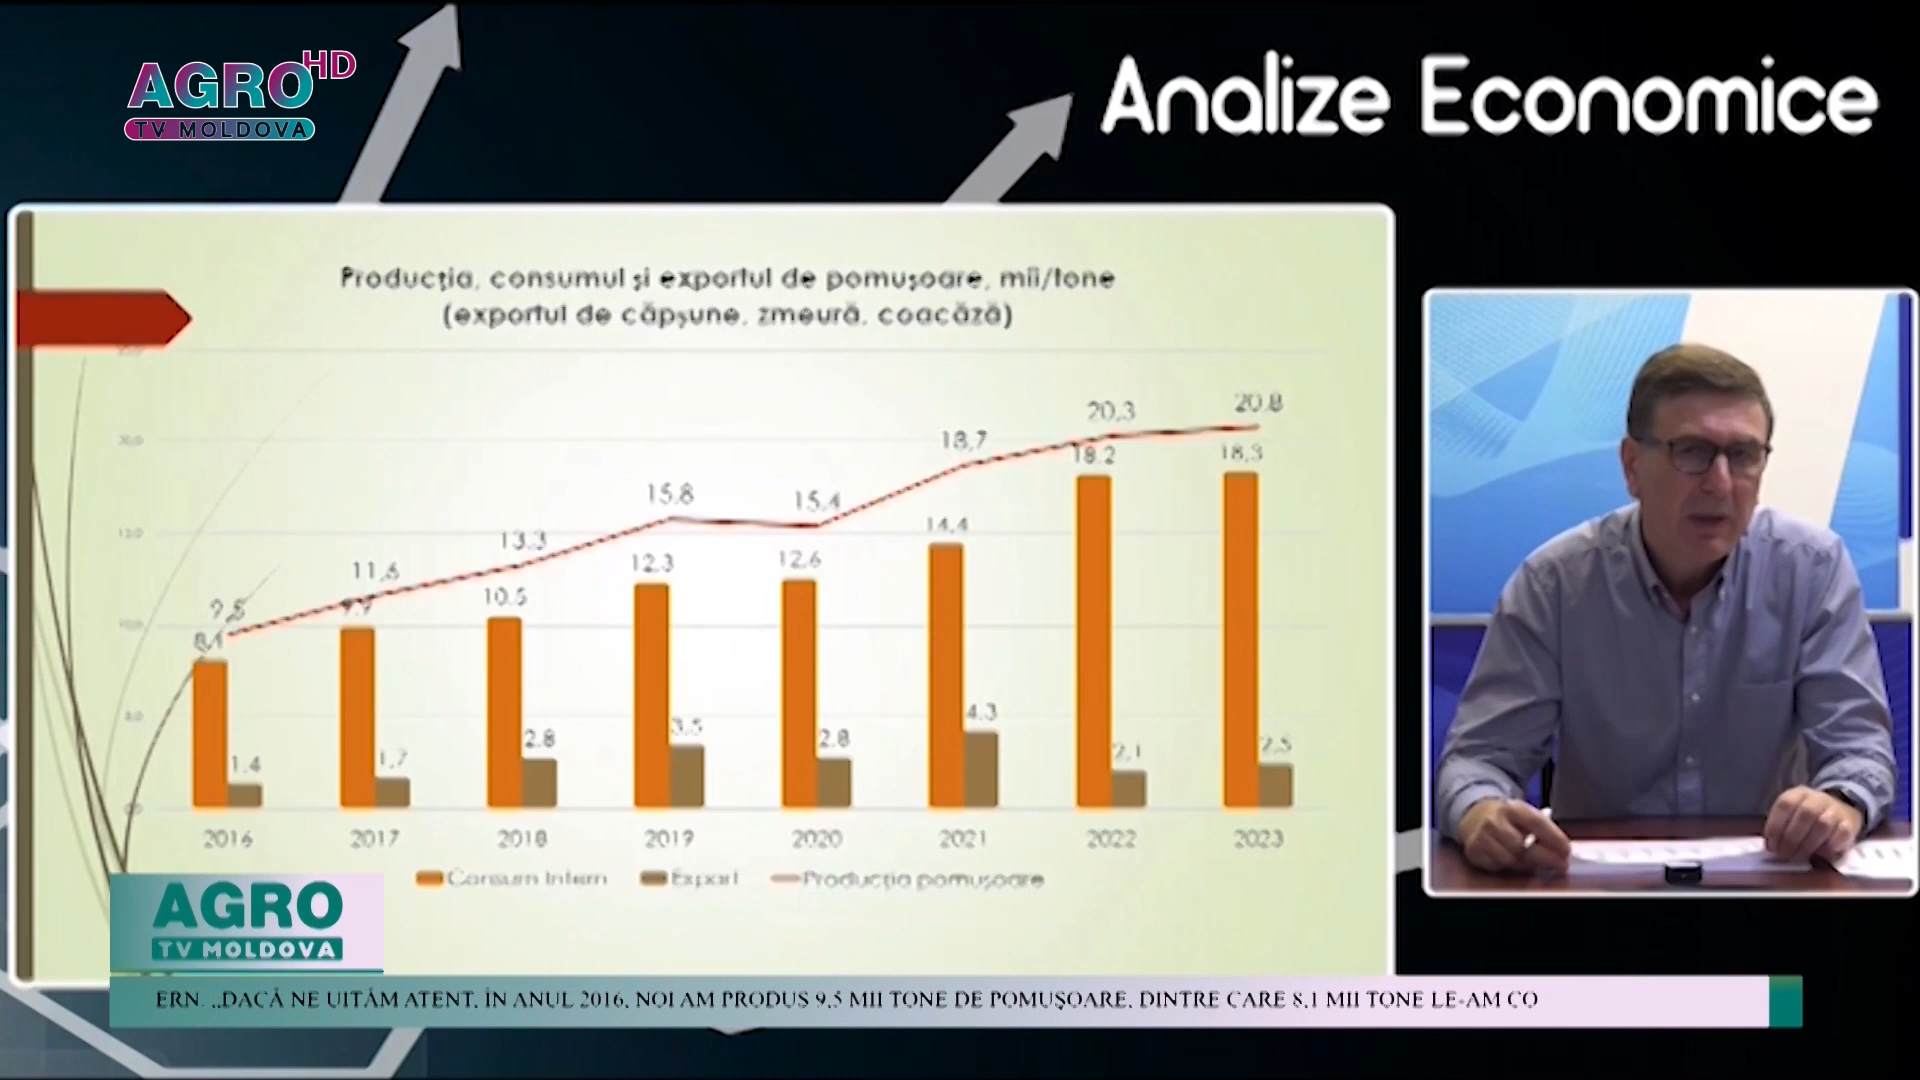 AGRO HD
TV MOLDOVA
Analize Economice
Producția, consumul și exportul de pomușoare, mii/tone
(exportul de căpșune, zmeură, coacăză)
20,3
20,8
18,7
18,2
18,3
15,8
15,4
14,4
13,3
12,3
12,6
11,6
10,5
9,5
9,9
8,1
4,3
3,5
2,8
2,8
2,1
2,5
1,4
1,7
2016 2017 2018 2019 2020 2021 2022 2023
Consum Intern Export Producția pomușoare
AGRO
TV MOLDOVA
ERN. „DACĂ NE UITĂM ATENT, ÎN ANUL 2016, NOI AM PRODUS 9,5 MII TONE DE POMUȘOARE, DINTRE CARE 8,1 MII TONE LE-AM CO